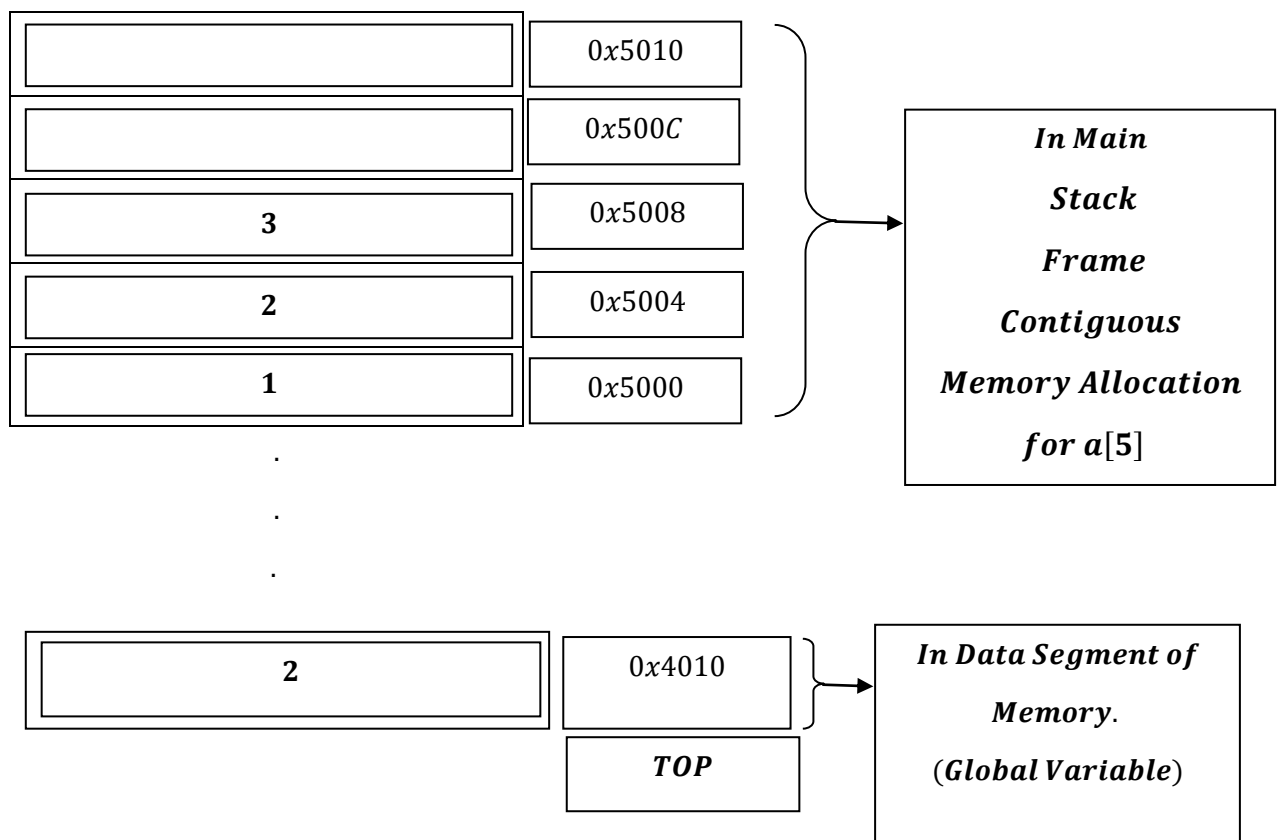 0x5010
0x500C
3
0x5008
2
0x5004
1
0x5000
In Main
Stack
Frame
Contiguous
Memory Allocation
for a[5]
.
.
.
2
0x4010
TOP
In Data Segment of
Memory.
(Global Variable)